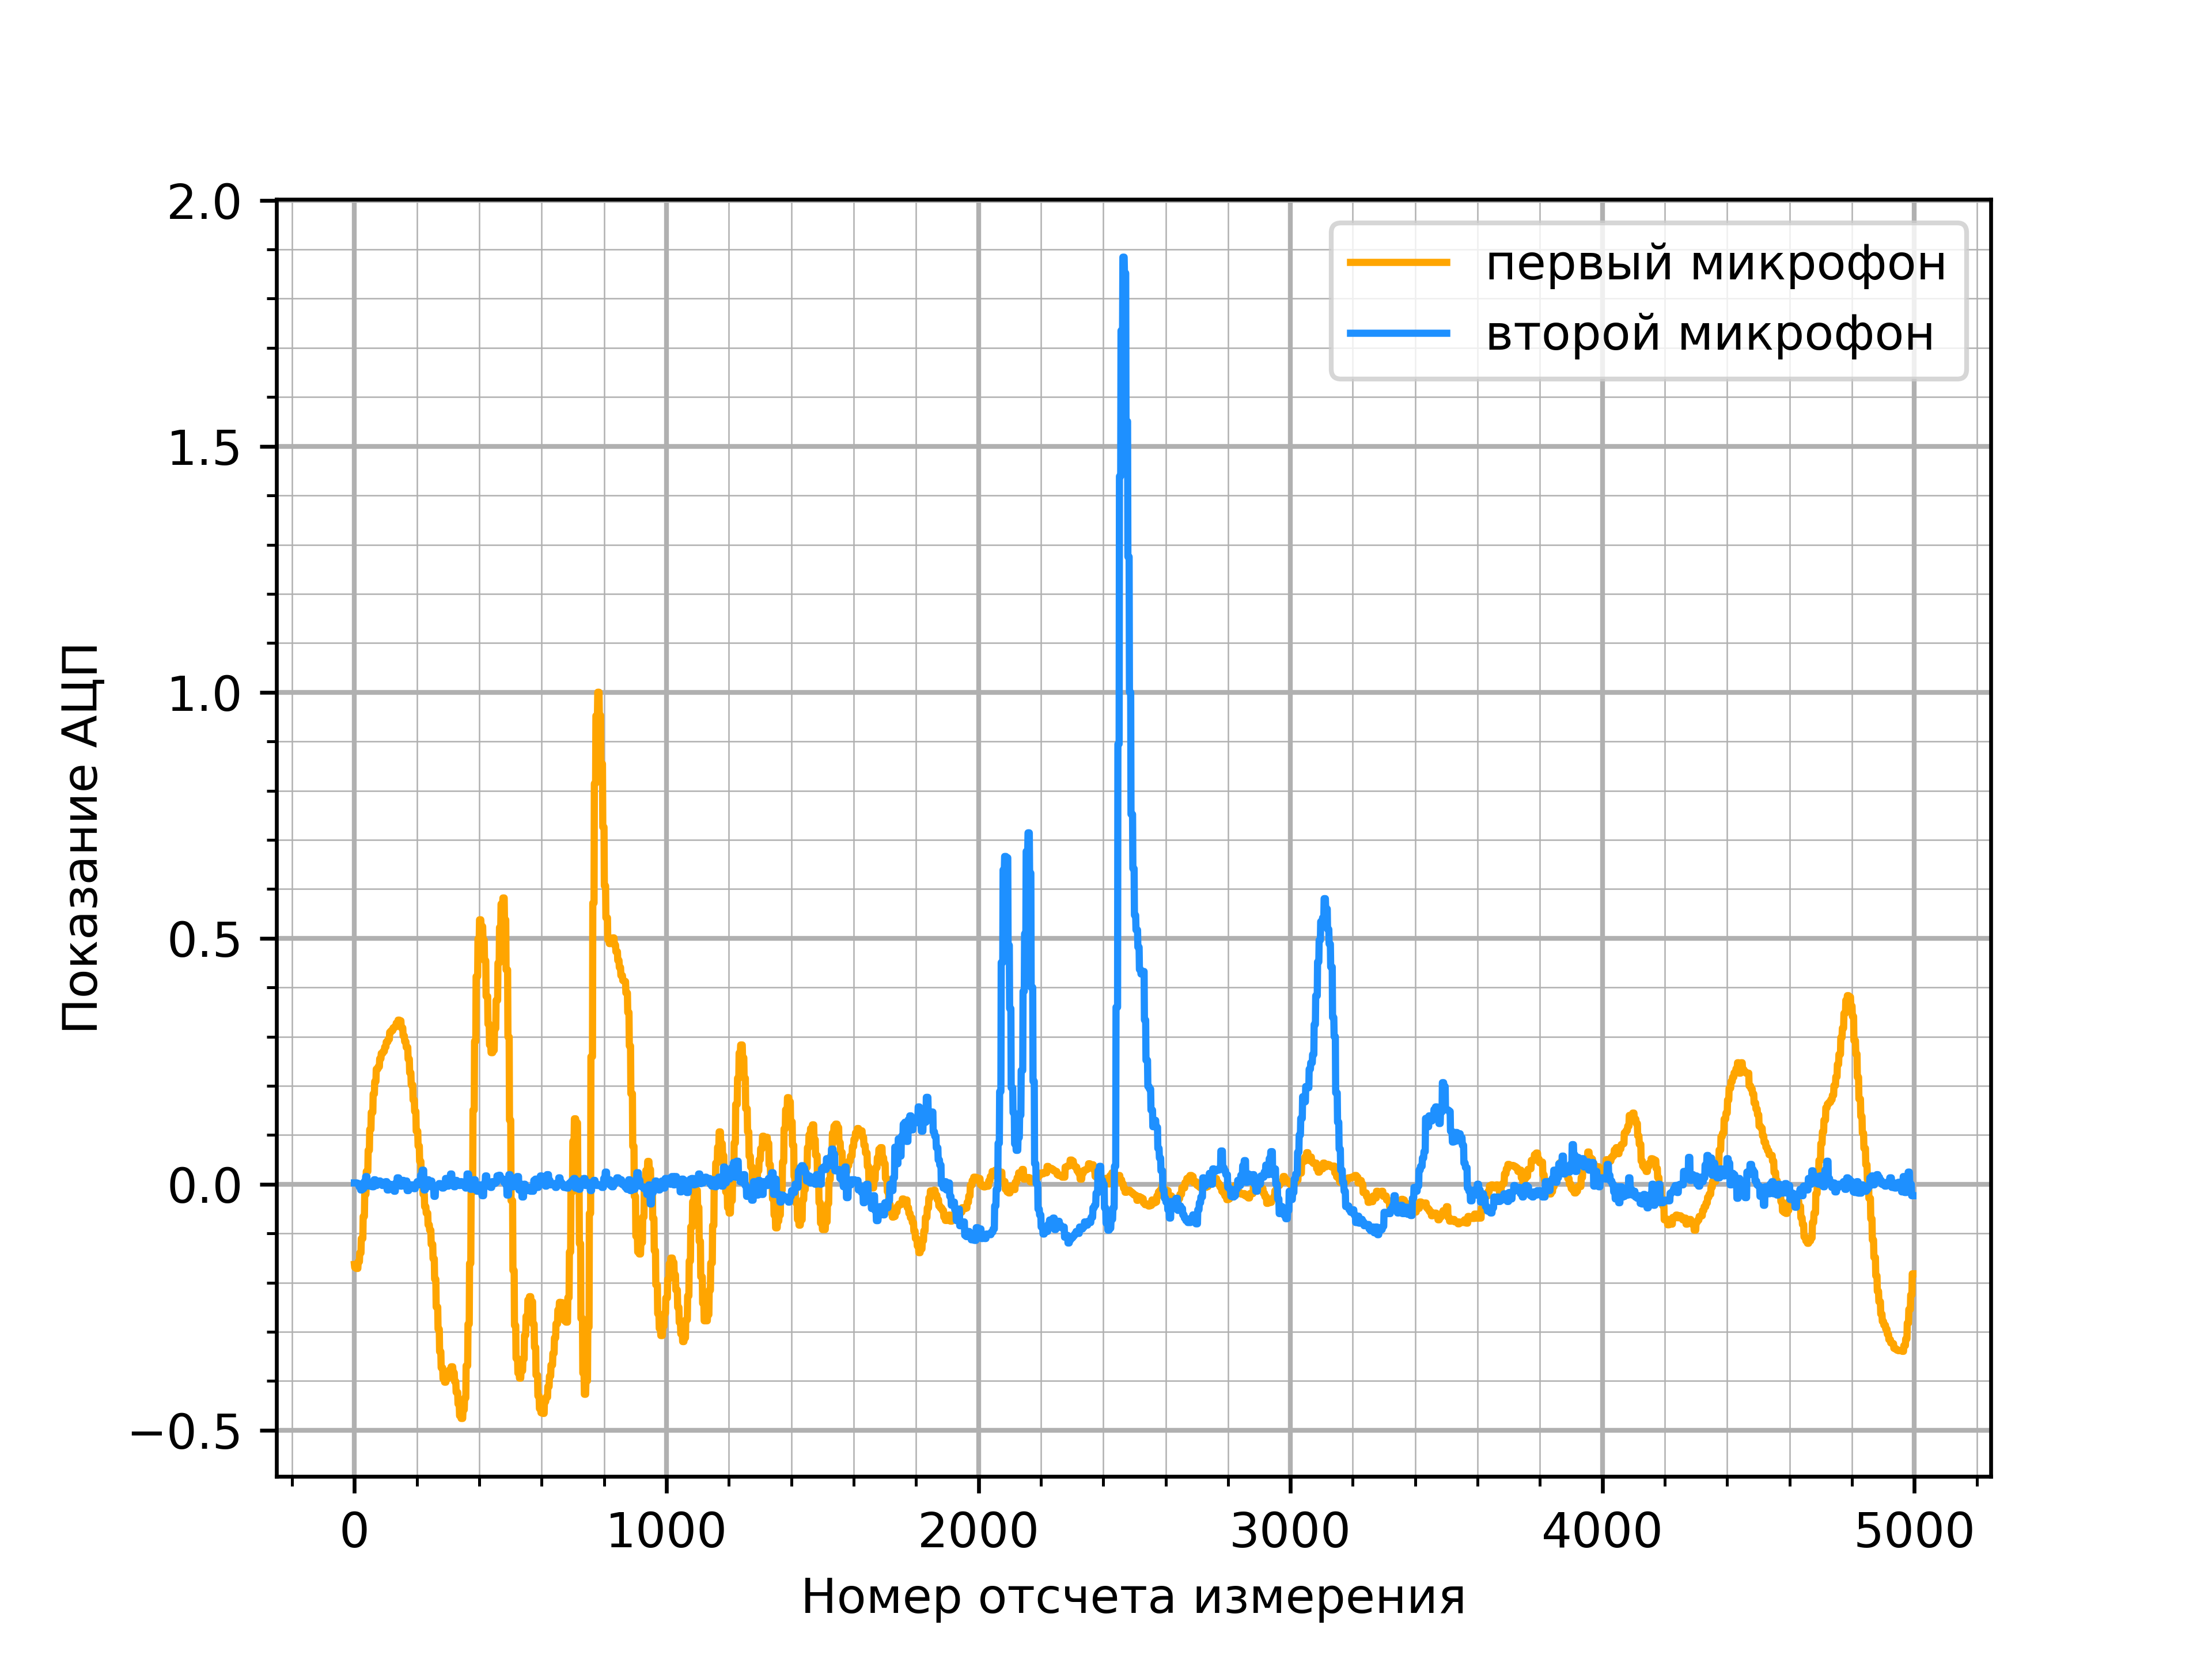 2.0
1.5
1.0
0.5
0.0
−0.5
Показание АЦП
первый микрофон
второй микрофон
0 1000 2000 3000 4000 5000
Номер отсчета измерения